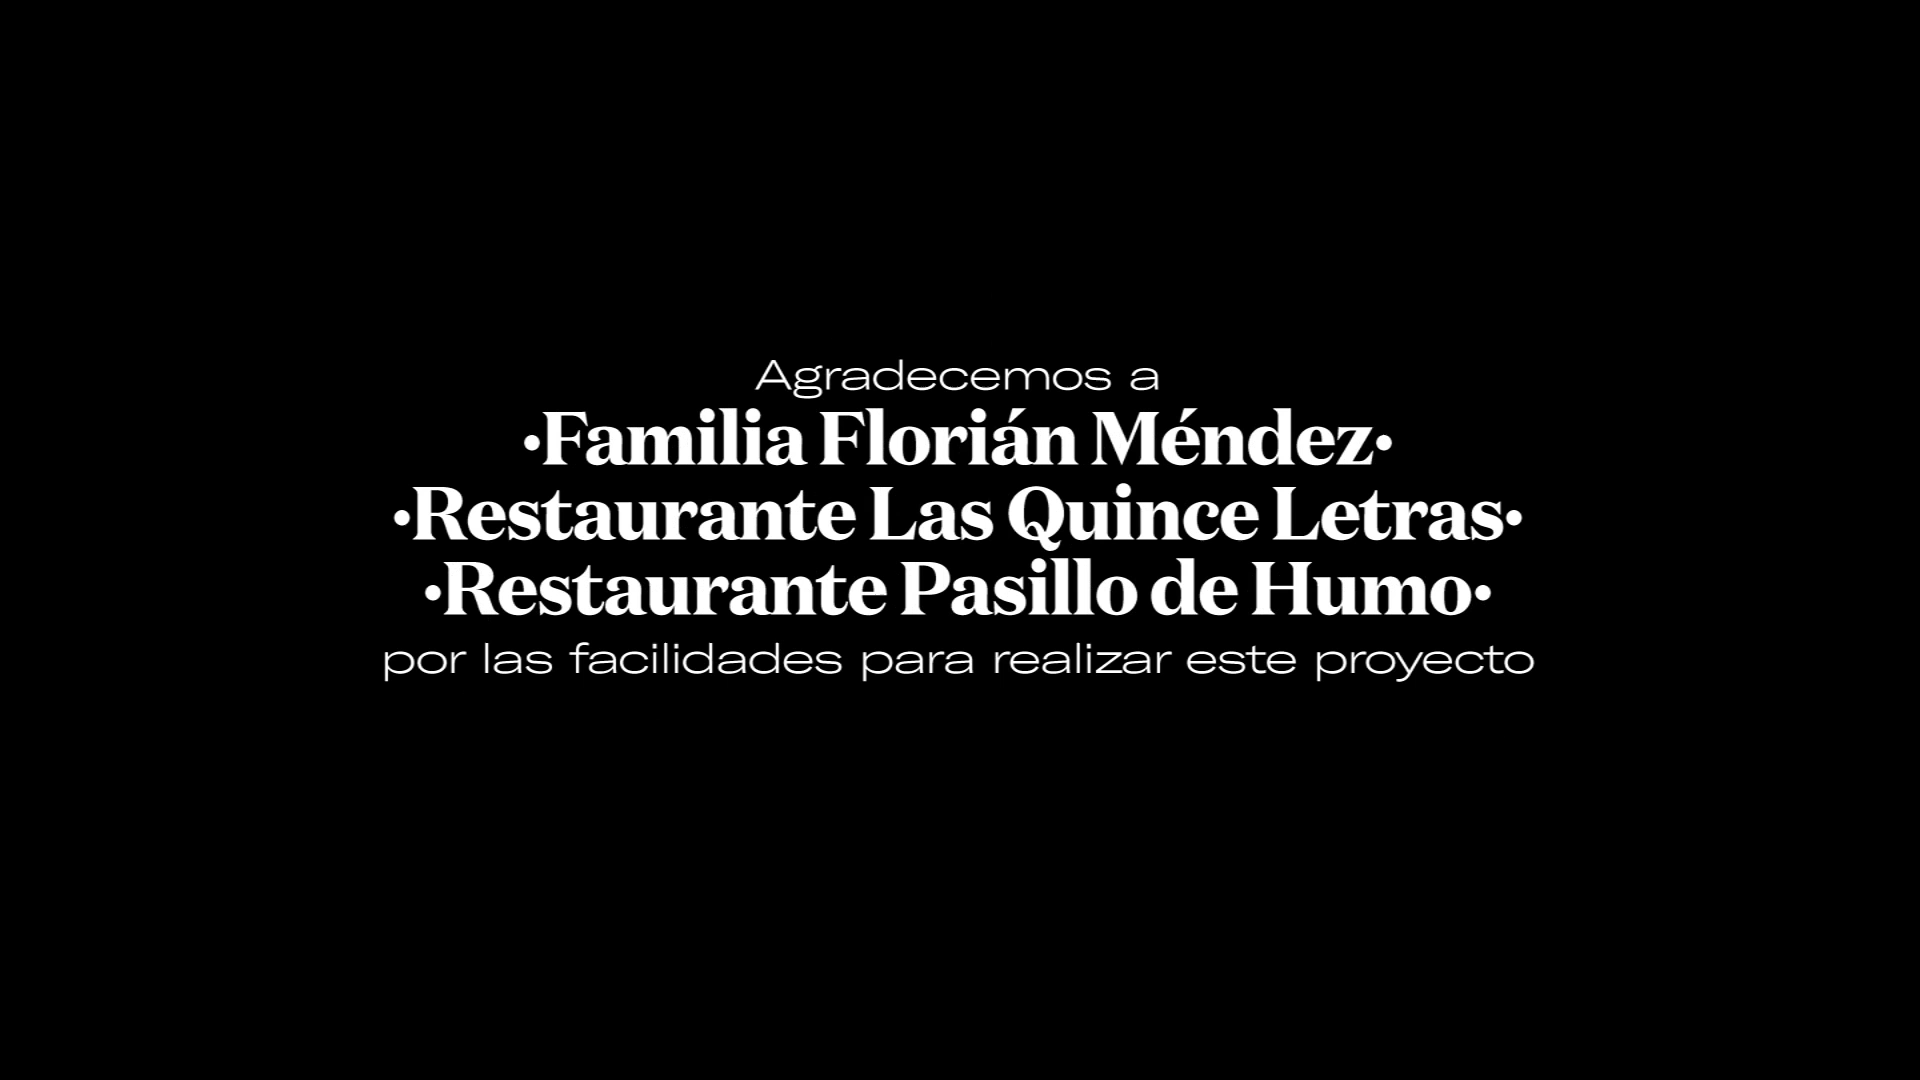 Agradecemos a
•Familia Florián Méndez•
•Restaurante Las Quince Letras•
•Restaurante Pasillo de Humo•
por las facilidades para realizar este proyecto